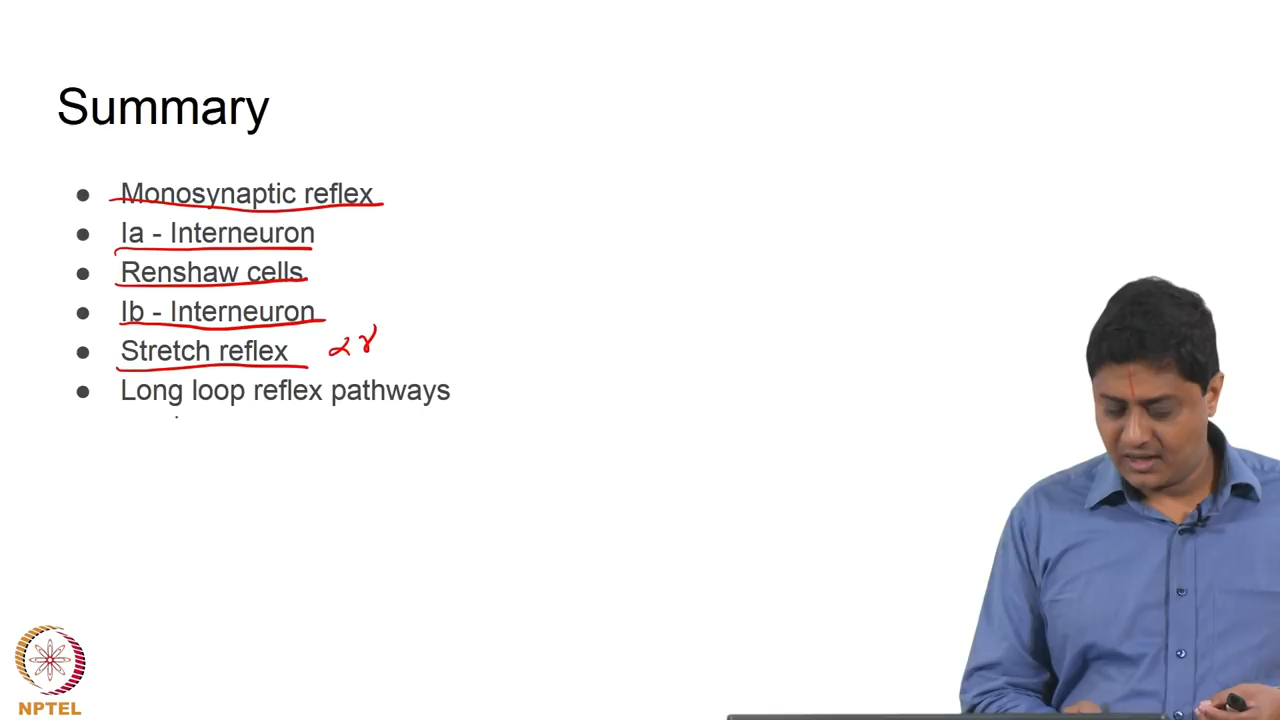 Summary
● Monosynaptic reflex
● Ia - Interneuron
● Renshaw cells
● Ib - Interneuron
● Stretch reflex α γ
● Long loop reflex pathways
NPTEL